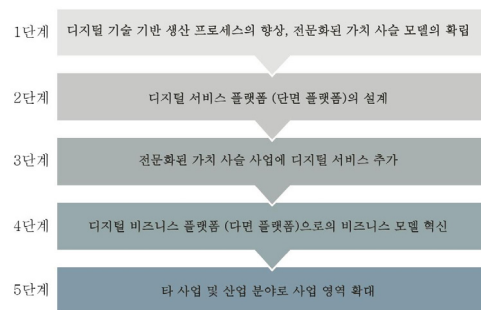 1단계 디지털 기술 기반 생산 프로세스의 향상, 전문화된 가치 사슬 모델의 확립
2단계 디지털 서비스 플랫폼 (단면 플랫폼)의 설계
3단계 전문화된 가치 사슬 사업에 디지털 서비스 추가
4단계 디지털 비즈니스 플랫폼 (다면 플랫폼)으로의 비즈니스 모델 혁신
5단계 타 사업 및 산업 분야로 사업 영역 확대